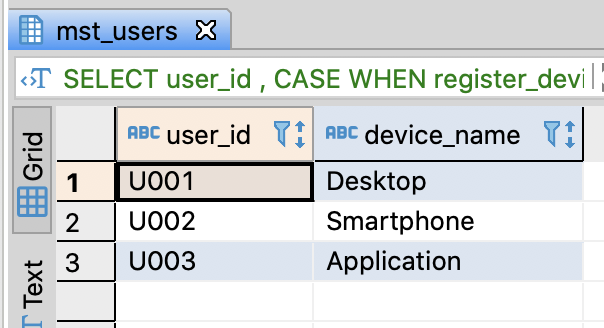 mst_users
SELECT user_id , CASE WHEN register_devi
ABC user_id ABC device_name
1 U001 Desktop
2 U002 Smartphone
3 U003 Application
Grid
Text